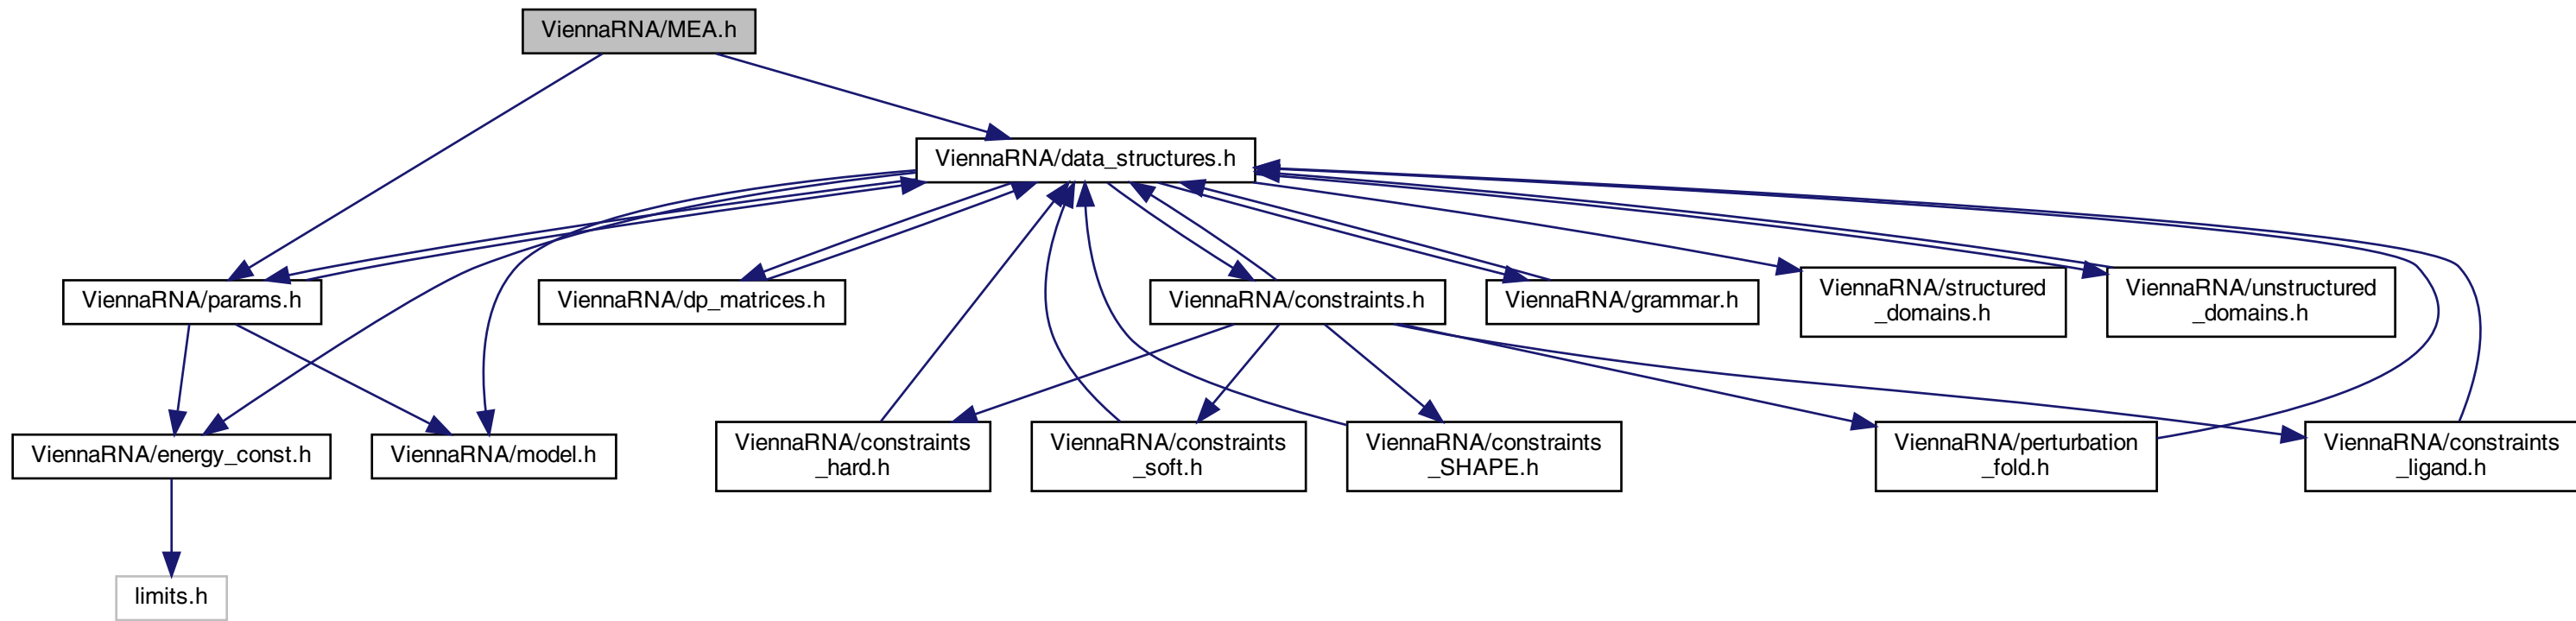 ViennaRNA/MEA.h
ViennaRNA/data_structures.h
ViennaRNA/params.h
ViennaRNA/dp_matrices.h
ViennaRNA/constraints.h
ViennaRNA/grammar.h
ViennaRNA/structured
_domains.h
ViennaRNA/unstructured
_domains.h
ViennaRNA/energy_const.h
ViennaRNA/model.h
ViennaRNA/constraints
_hard.h
ViennaRNA/constraints
_soft.h
ViennaRNA/constraints
_SHAPE.h
ViennaRNA/perturbation
_fold.h
ViennaRNA/constraints
_ligand.h
limits.h